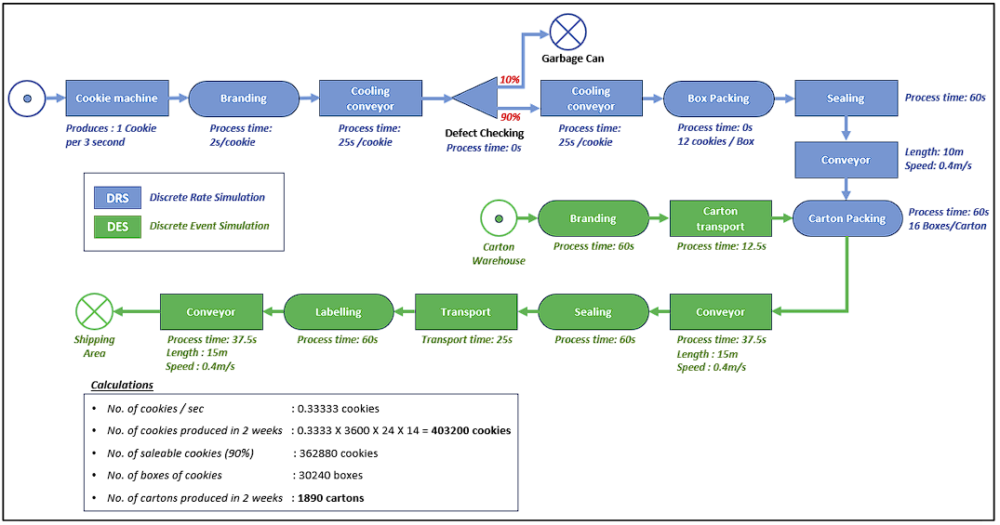 10%
Garbage Can
Cookie machine
Branding
Cooling
conveyor
90%
Cooling
conveyor
Box Packing
Sealing
Process time: 60s
Produces : 1 Cookie
per 3 second
Process time:
2s/cookie
Process time:
25s /cookie
Defect Checking
Process time: 0s
Process time:
25s /cookie
Process time: 0s
12 cookies / Box
Conveyor
Length: 10m
Speed: 0.4m/s
DRS Discrete Rate Simulation
DES Discrete Event Simulation
Carton
Warehouse
Branding
Process time: 60s
Carton
transport
Process time: 12.5s
Carton Packing
Process time: 60s
16 Boxes/Carton
Shipping
Area
Conveyor
Process time: 37.5s
Length : 15m
Speed : 0.4m/s
Labelling
Process time: 60s
Transport
Transport time: 25s
Sealing
Process time: 60s
Conveyor
Process time: 37.5s
Length : 15m
Speed : 0.4m/s
Calculations
• No. of cookies / sec : 0.33333 cookies
• No. of cookies produced in 2 weeks : 0.3333 X 3600 X 24 X 14 = 403200 cookies
• No. of saleable cookies (90%) : 362880 cookies
• No. of boxes of cookies : 30240 boxes
• No. of cartons produced in 2 weeks : 1890 cartons